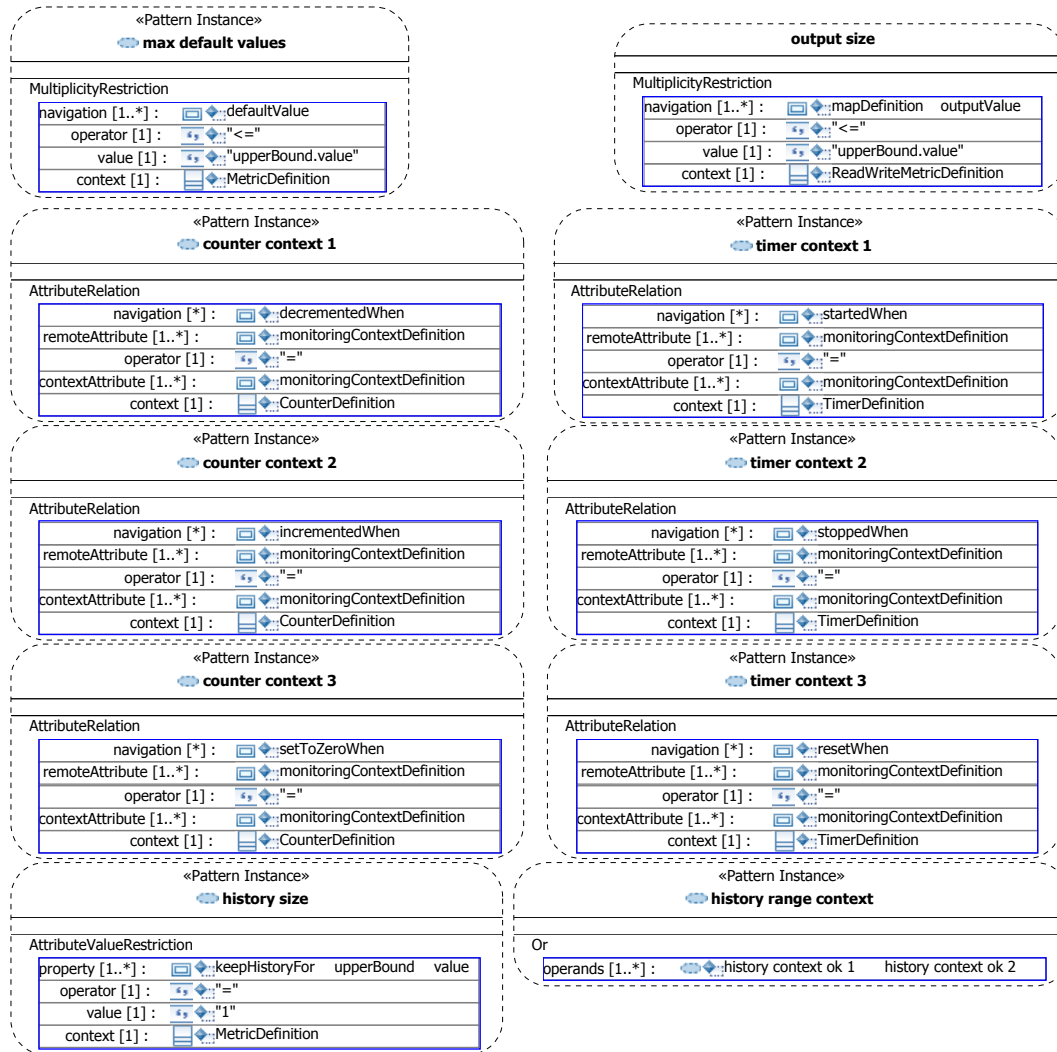 «Pattern Instance»
max default values
MultiplicityRestriction
navigation [1..*] : defaultValue
operator [1] : "<="
value [1] : "upperBound.value"
context [1] : MetricDefinition
output size
MultiplicityRestriction
navigation [1..*] : mapDefinition outputValue
operator [1] : "<="
value [1] : "upperBound.value"
context [1] : ReadWriteMetricDefinition
«Pattern Instance»
counter context 1
AttributeRelation
navigation [*] : decrementedWhen
remoteAttribute [1..*] : monitoringContextDefinition
operator [1] : "="
contextAttribute [1..*] : monitoringContextDefinition
context [1] : CounterDefinition
«Pattern Instance»
timer context 1
AttributeRelation
navigation [*] : startedWhen
remoteAttribute [1..*] : monitoringContextDefinition
operator [1] : "="
contextAttribute [1..*] : monitoringContextDefinition
context [1] : TimerDefinition
«Pattern Instance»
counter context 2
AttributeRelation
navigation [*] : incrementedWhen
remoteAttribute [1..*] : monitoringContextDefinition
operator [1] : "="
contextAttribute [1..*] : monitoringContextDefinition
context [1] : CounterDefinition
«Pattern Instance»
timer context 2
AttributeRelation
navigation [*] : stoppedWhen
remoteAttribute [1..*] : monitoringContextDefinition
operator [1] : "="
contextAttribute [1..*] : monitoringContextDefinition
context [1] : TimerDefinition
«Pattern Instance»
counter context 3
AttributeRelation
navigation [*] : setToZeroWhen
remoteAttribute [1..*] : monitoringContextDefinition
operator [1] : "="
contextAttribute [1..*] : monitoringContextDefinition
context [1] : CounterDefinition
«Pattern Instance»
timer context 3
AttributeRelation
navigation [*] : resetWhen
remoteAttribute [1..*] : monitoringContextDefinition
operator [1] : "="
contextAttribute [1..*] : monitoringContextDefinition
context [1] : TimerDefinition
«Pattern Instance»
history size
AttributeValueRestriction
property [1..*] : keepHistoryFor upperBound value
operator [1] : "="
value [1] : "1"
context [1] : MetricDefinition
«Pattern Instance»
history range context
Or
operands [1..*] : history context ok 1 history context ok 2